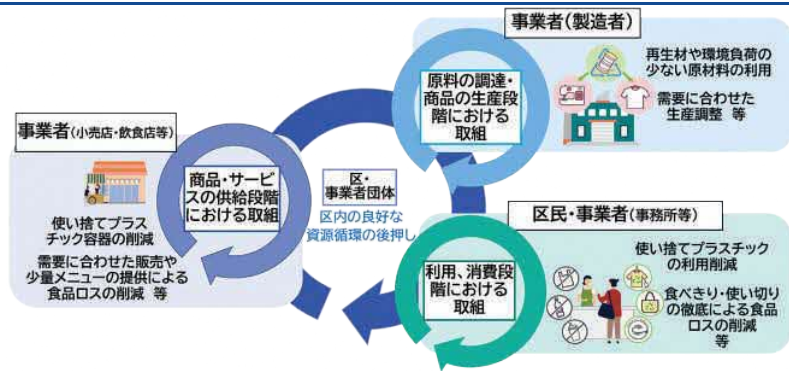 事業者(製造者)
原料の調達・
商品の生産段
階における
取組
再生材や環境負荷の
少ない原材料の利用
需要に合わせた
生産調整 等
事業者(小売店・飲食店等)
商品・サービ
スの供給段階
における取組
使い捨てプラス
チック容器の削減
需要に合わせた販売や
少量メニューの提供による
食品ロスの削減 等
区・
事業者団体
区内の良好な
資源循環の後押し
区民・事業者(事務所等)
利用、消費段
階における
取組
使い捨てプラスチック
の利用削減
食べきり・使い切り
の徹底による食品
ロスの削減
等